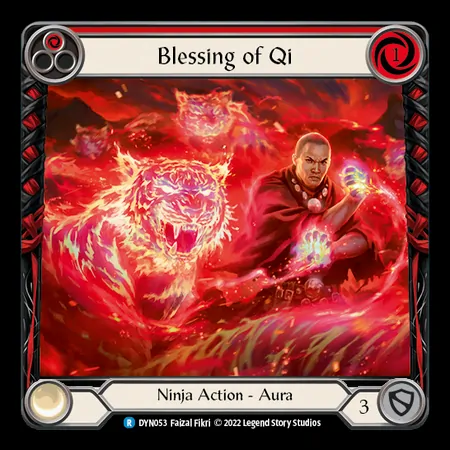 Blessing of Qi
1
Ninja Action - Aura
3
R DYN053 Faizal Fikri © 2022 Legend Story Studios